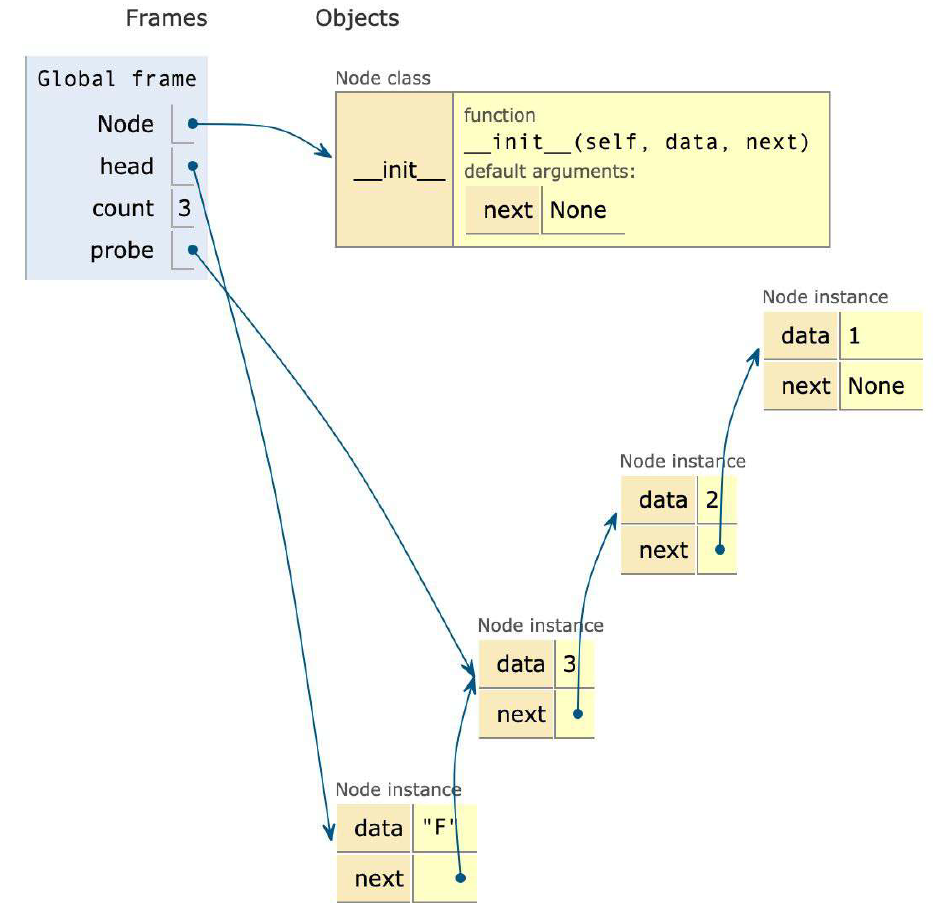 Frames Objects
Global frame
Node
head
count 3
probe
Node class
__init__
function
__init__(self, data, next)
default arguments:
next None
Node instance
data 1
next None
Node instance
data 2
next
Node instance
data 3
next
Node instance
data "F"
next